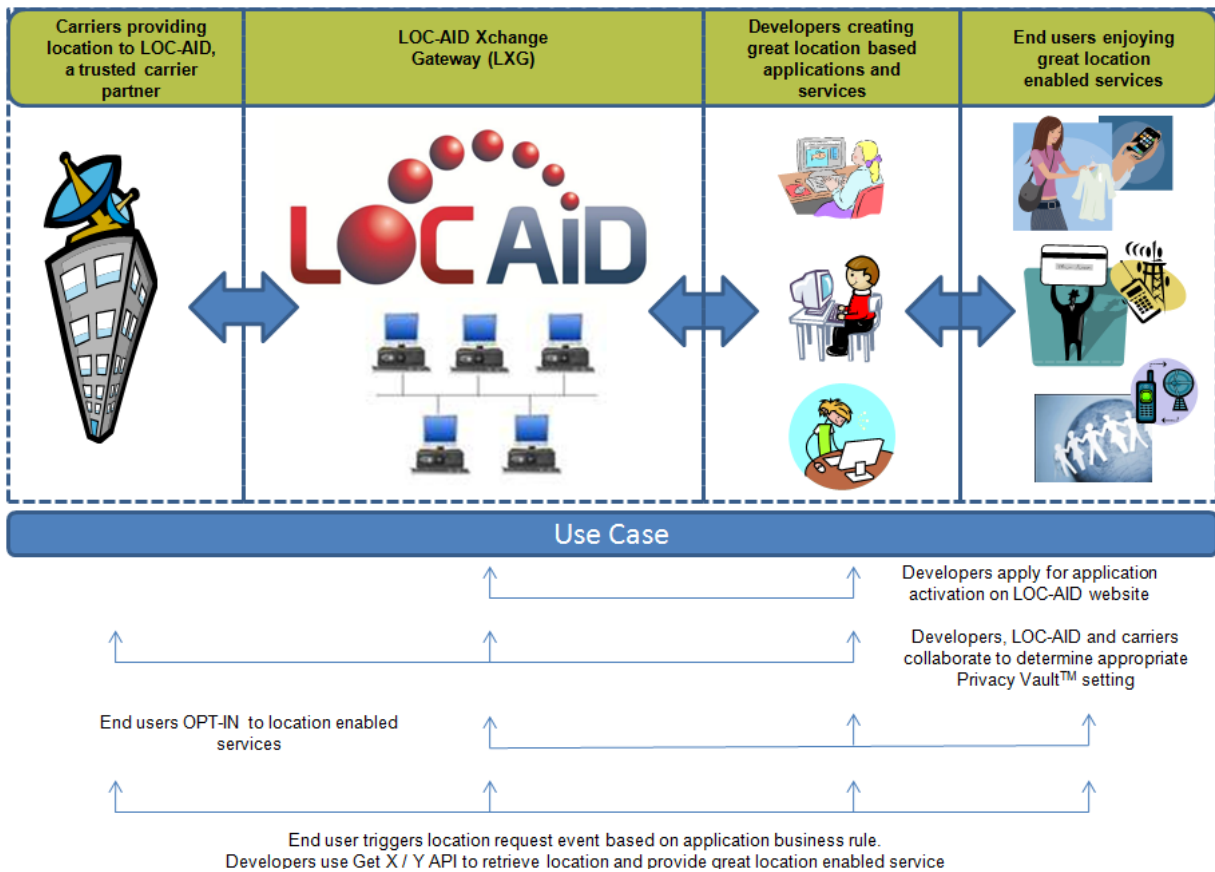 Carriers providing
location to LOC-AID,
a trusted carrier
partner
LOC-AID Xchange
Gateway (LXG)
Developers creating
great location based
applications and
services
End users enjoying
great location
enabled services
LOCAiD
Use Case
Developers apply for application
activation on LOC-AID website
Developers, LOC-AID and carriers
collaborate to determine appropriate
Privacy Vault™ setting
End users OPT-IN to location enabled
services
End user triggers location request event based on application business rule.
Developers use Get X / Y API to retrieve location and provide great location enabled service